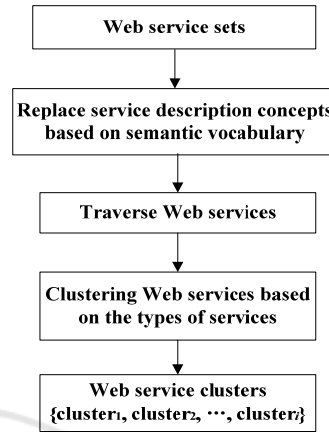 Web service sets
Replace service description concepts
based on semantic vocabulary
Traverse Web services
Clustering Web services based
on the types of services
Web service clusters
{cluster₁, cluster₂, ···, clusterᵢ}